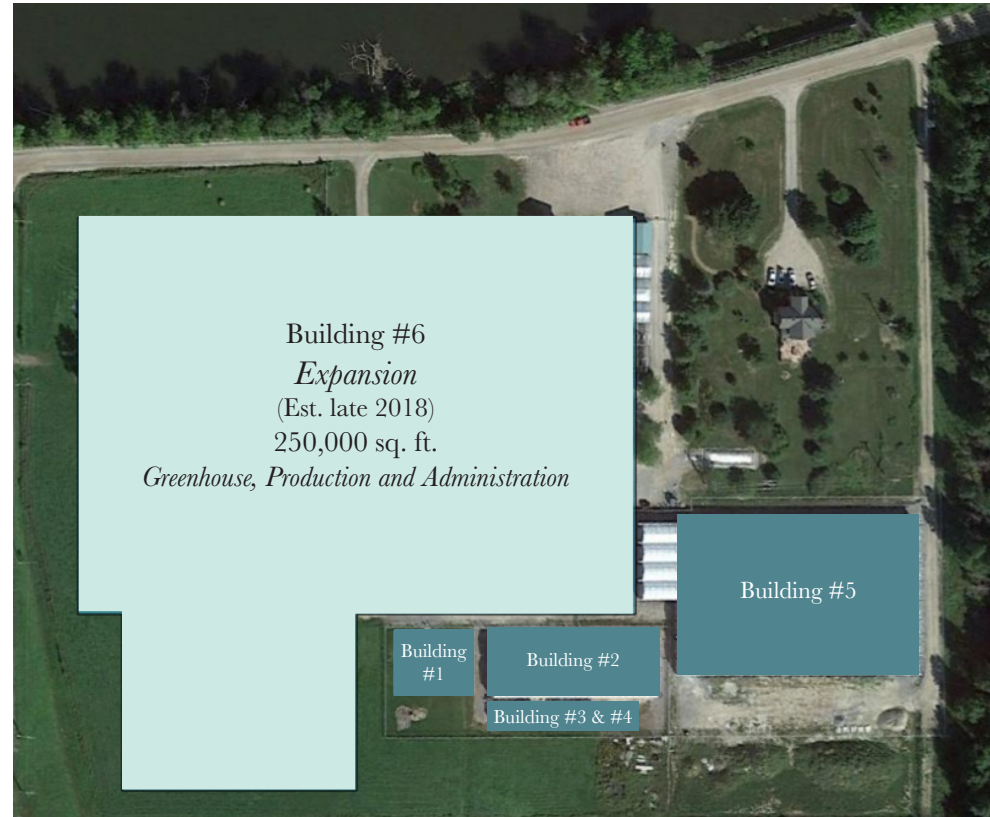 Building #6
Expansion
(Est. late 2018)
250,000 sq. ft.
Greenhouse, Production and Administration
Building #5
Building
#1
Building #2
Building #3 & #4